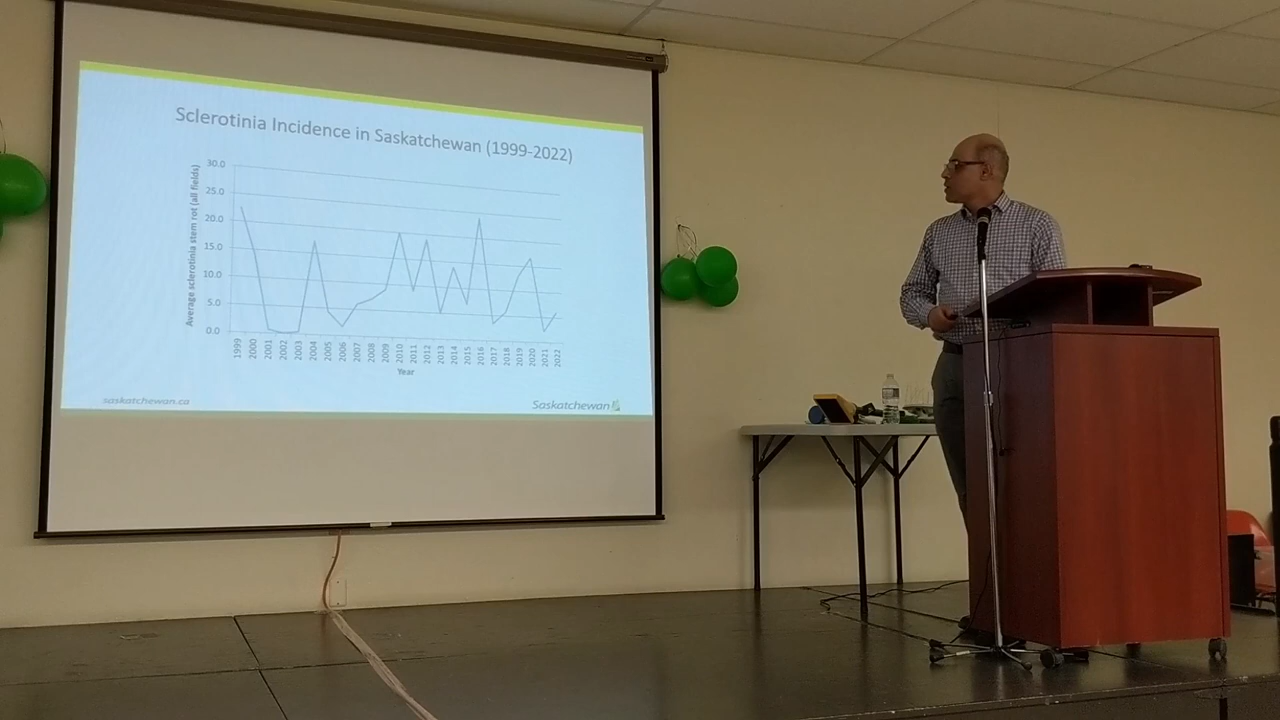 Sclerotinia Incidence in Saskatchewan (1999-2022)
Average sclerotinia stem rot (all fields)
30.0
25.0
20.0
15.0
10.0
5.0
0.0
1999 2000 2001 2002 2003 2004 2005 2006 2007 2008 2009 2010 2011 2012 2013 2014 2015 2016 2017 2018 2019 2020 2021 2022
Year
saskatchewan.ca
Saskatchewan